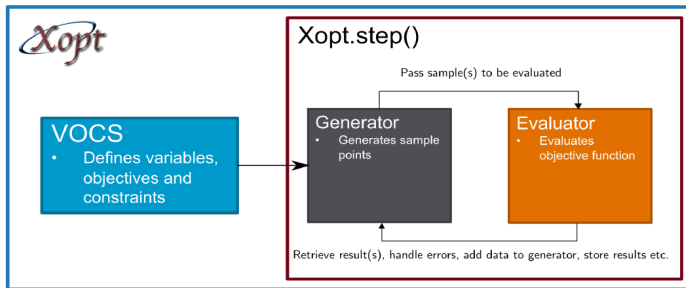 Xopt
Xopt.step()
Pass sample(s) to be evaluated
VOCS
• Defines variables,
objectives and
constraints
Generator
• Generates sample
points
Evaluator
• Evaluates
objective function
Retrieve result(s), handle errors, add data to generator, store results etc.